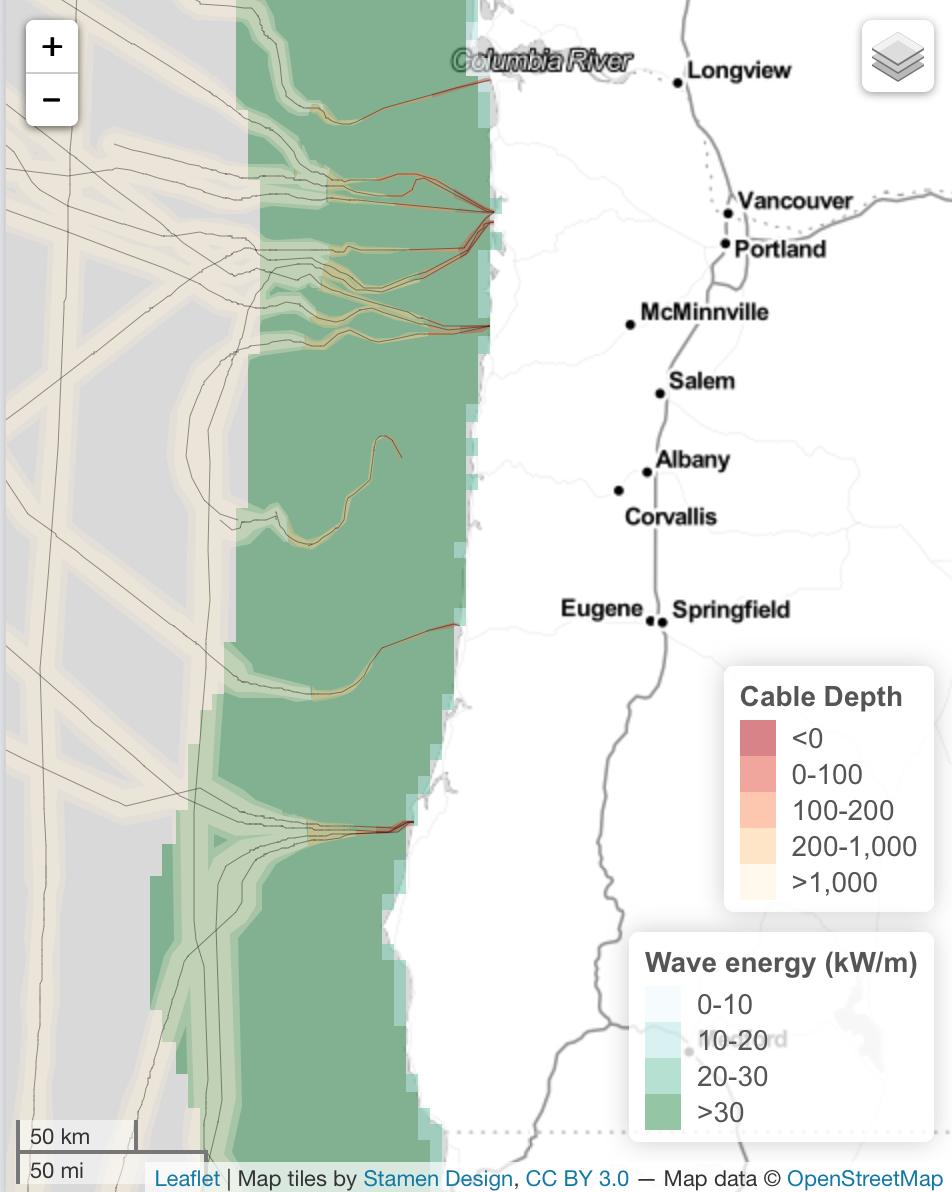 +
−
Columbia River
Longview
Vancouver
Portland
McMinnville
Salem
Albany
Corvallis
Eugene
Springfield
Cable Depth
<0
0-100
100-200
200-1,000
>1,000
Wave energy (kW/m)
0-10
10-20
Medford
20-30
>30
50 km
50 mi
Leaflet | Map tiles by Stamen Design, CC BY 3.0 — Map data © OpenStreetMap